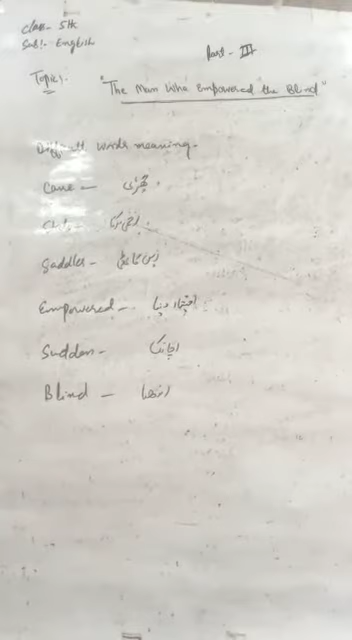 Class - 5th
Sub:- English
Part - III
Topic:- "The Man Who Empowered the Blind"
Difficult words meaning.
Cane — چھڑی
Saddler -
Empowered - اختیار دینا
Sudden - اچانک
Blind — اندھا